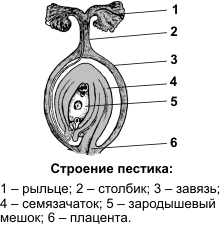 1
2
3
4
5
6
Строение пестика:
1 – рыльце; 2 – столбик; 3 – завязь;
4 – семязачаток; 5 – зародышевый
мешок; 6 – плацента.